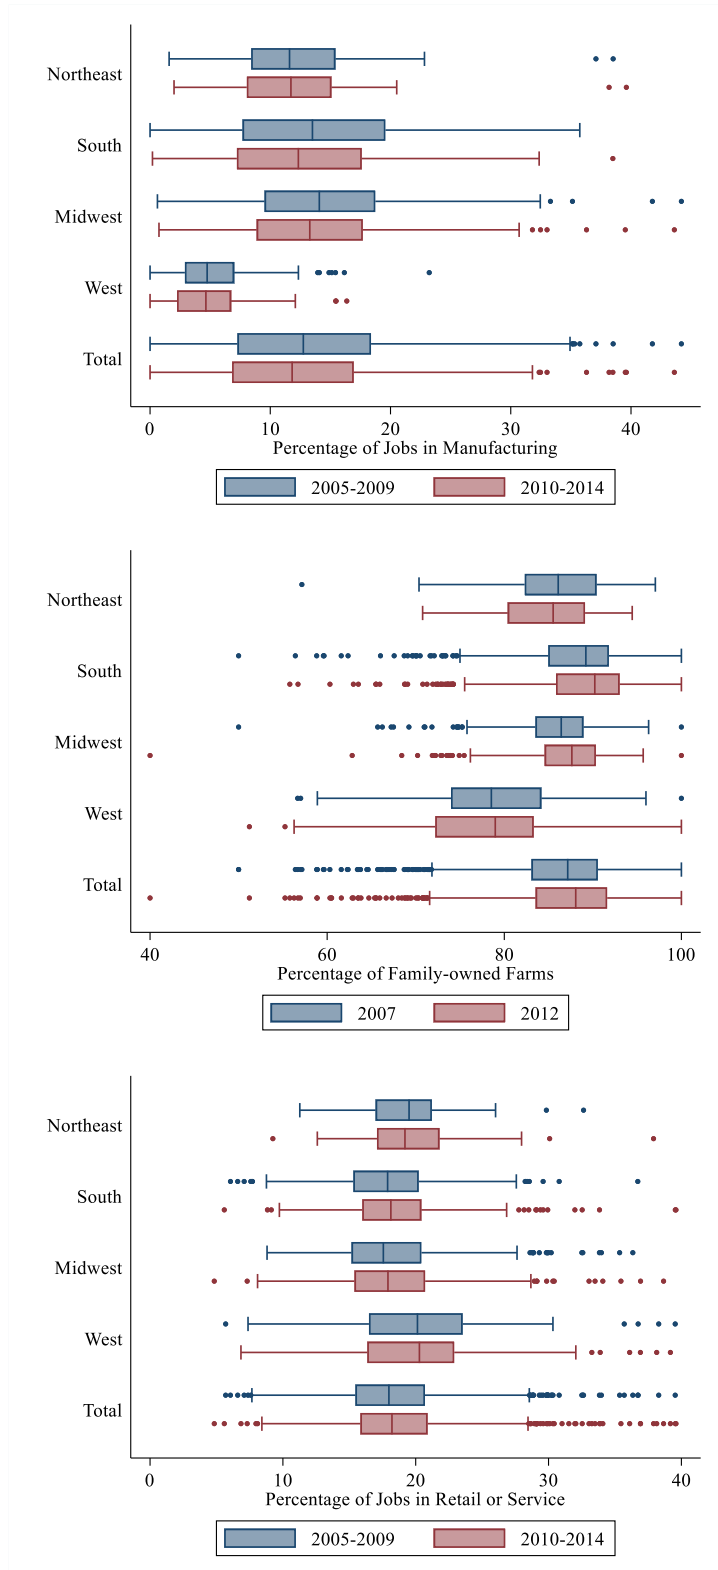 Northeast
South
Midwest
West
Total
0 10 20 30 40
Percentage of Jobs in Manufacturing
2005-2009 2010-2014
Northeast
South
Midwest
West
Total
40 60 80 100
Percentage of Family-owned Farms
2007 2012
Northeast
South
Midwest
West
Total
0 10 20 30 40
Percentage of Jobs in Retail or Service
2005-2009 2010-2014